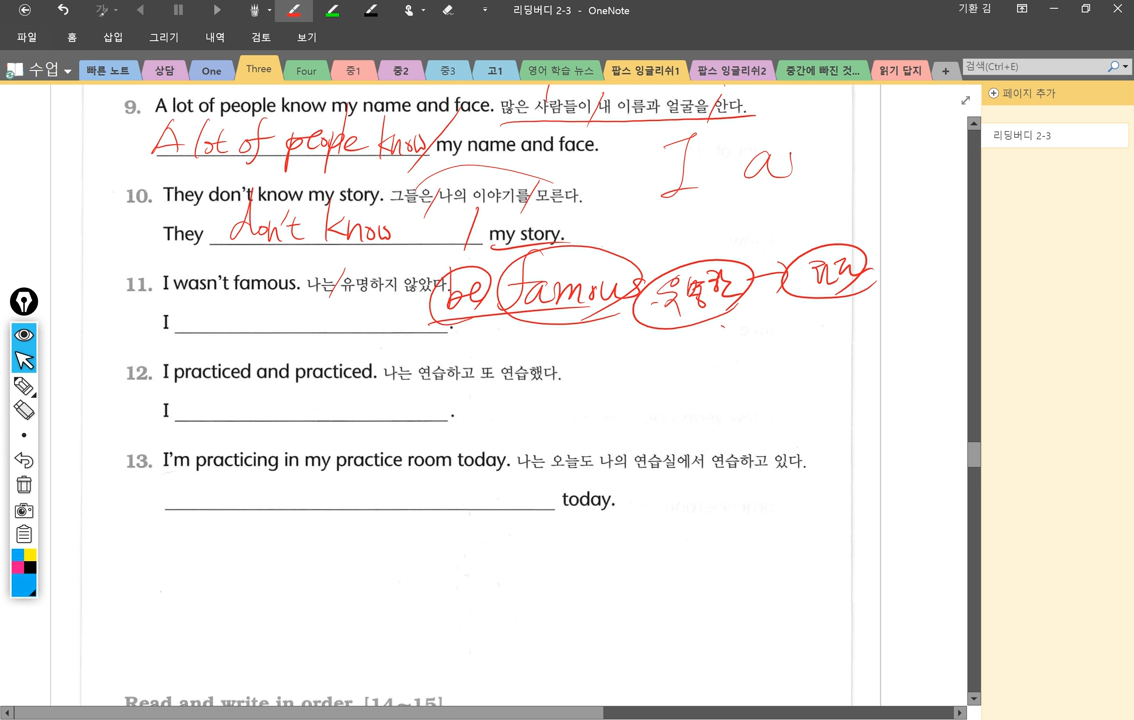 리딩버디 2-3 - OneNote
기환 김
파일 홈 삽입 그리기 내역 검토 보기
수업 빠른 노트 상담 One Three Four 중1 중2 중3 고1 영어 학습 뉴스 팝스 잉글리쉬1 팝스 잉글리쉬2 중간에 빠진 것... 읽기 답지 + 검색(Ctrl+E)
페이지 추가
리딩버디 2-3
9. A lot of people know my name and face. 많은 사람들이 내 이름과 얼굴을 안다.
A lot of people know my name and face.
I a
10. They don't know my story. 그들은 나의 이야기를 모른다.
They don't know my story.
11. I wasn't famous. 나는 유명하지 않았다.
be famous 유명한
I .
12. I practiced and practiced. 나는 연습하고 또 연습했다.
I .
13. I'm practicing in my practice room today. 나는 오늘도 나의 연습실에서 연습하고 있다.
today.
Read and write in order. [14~15]